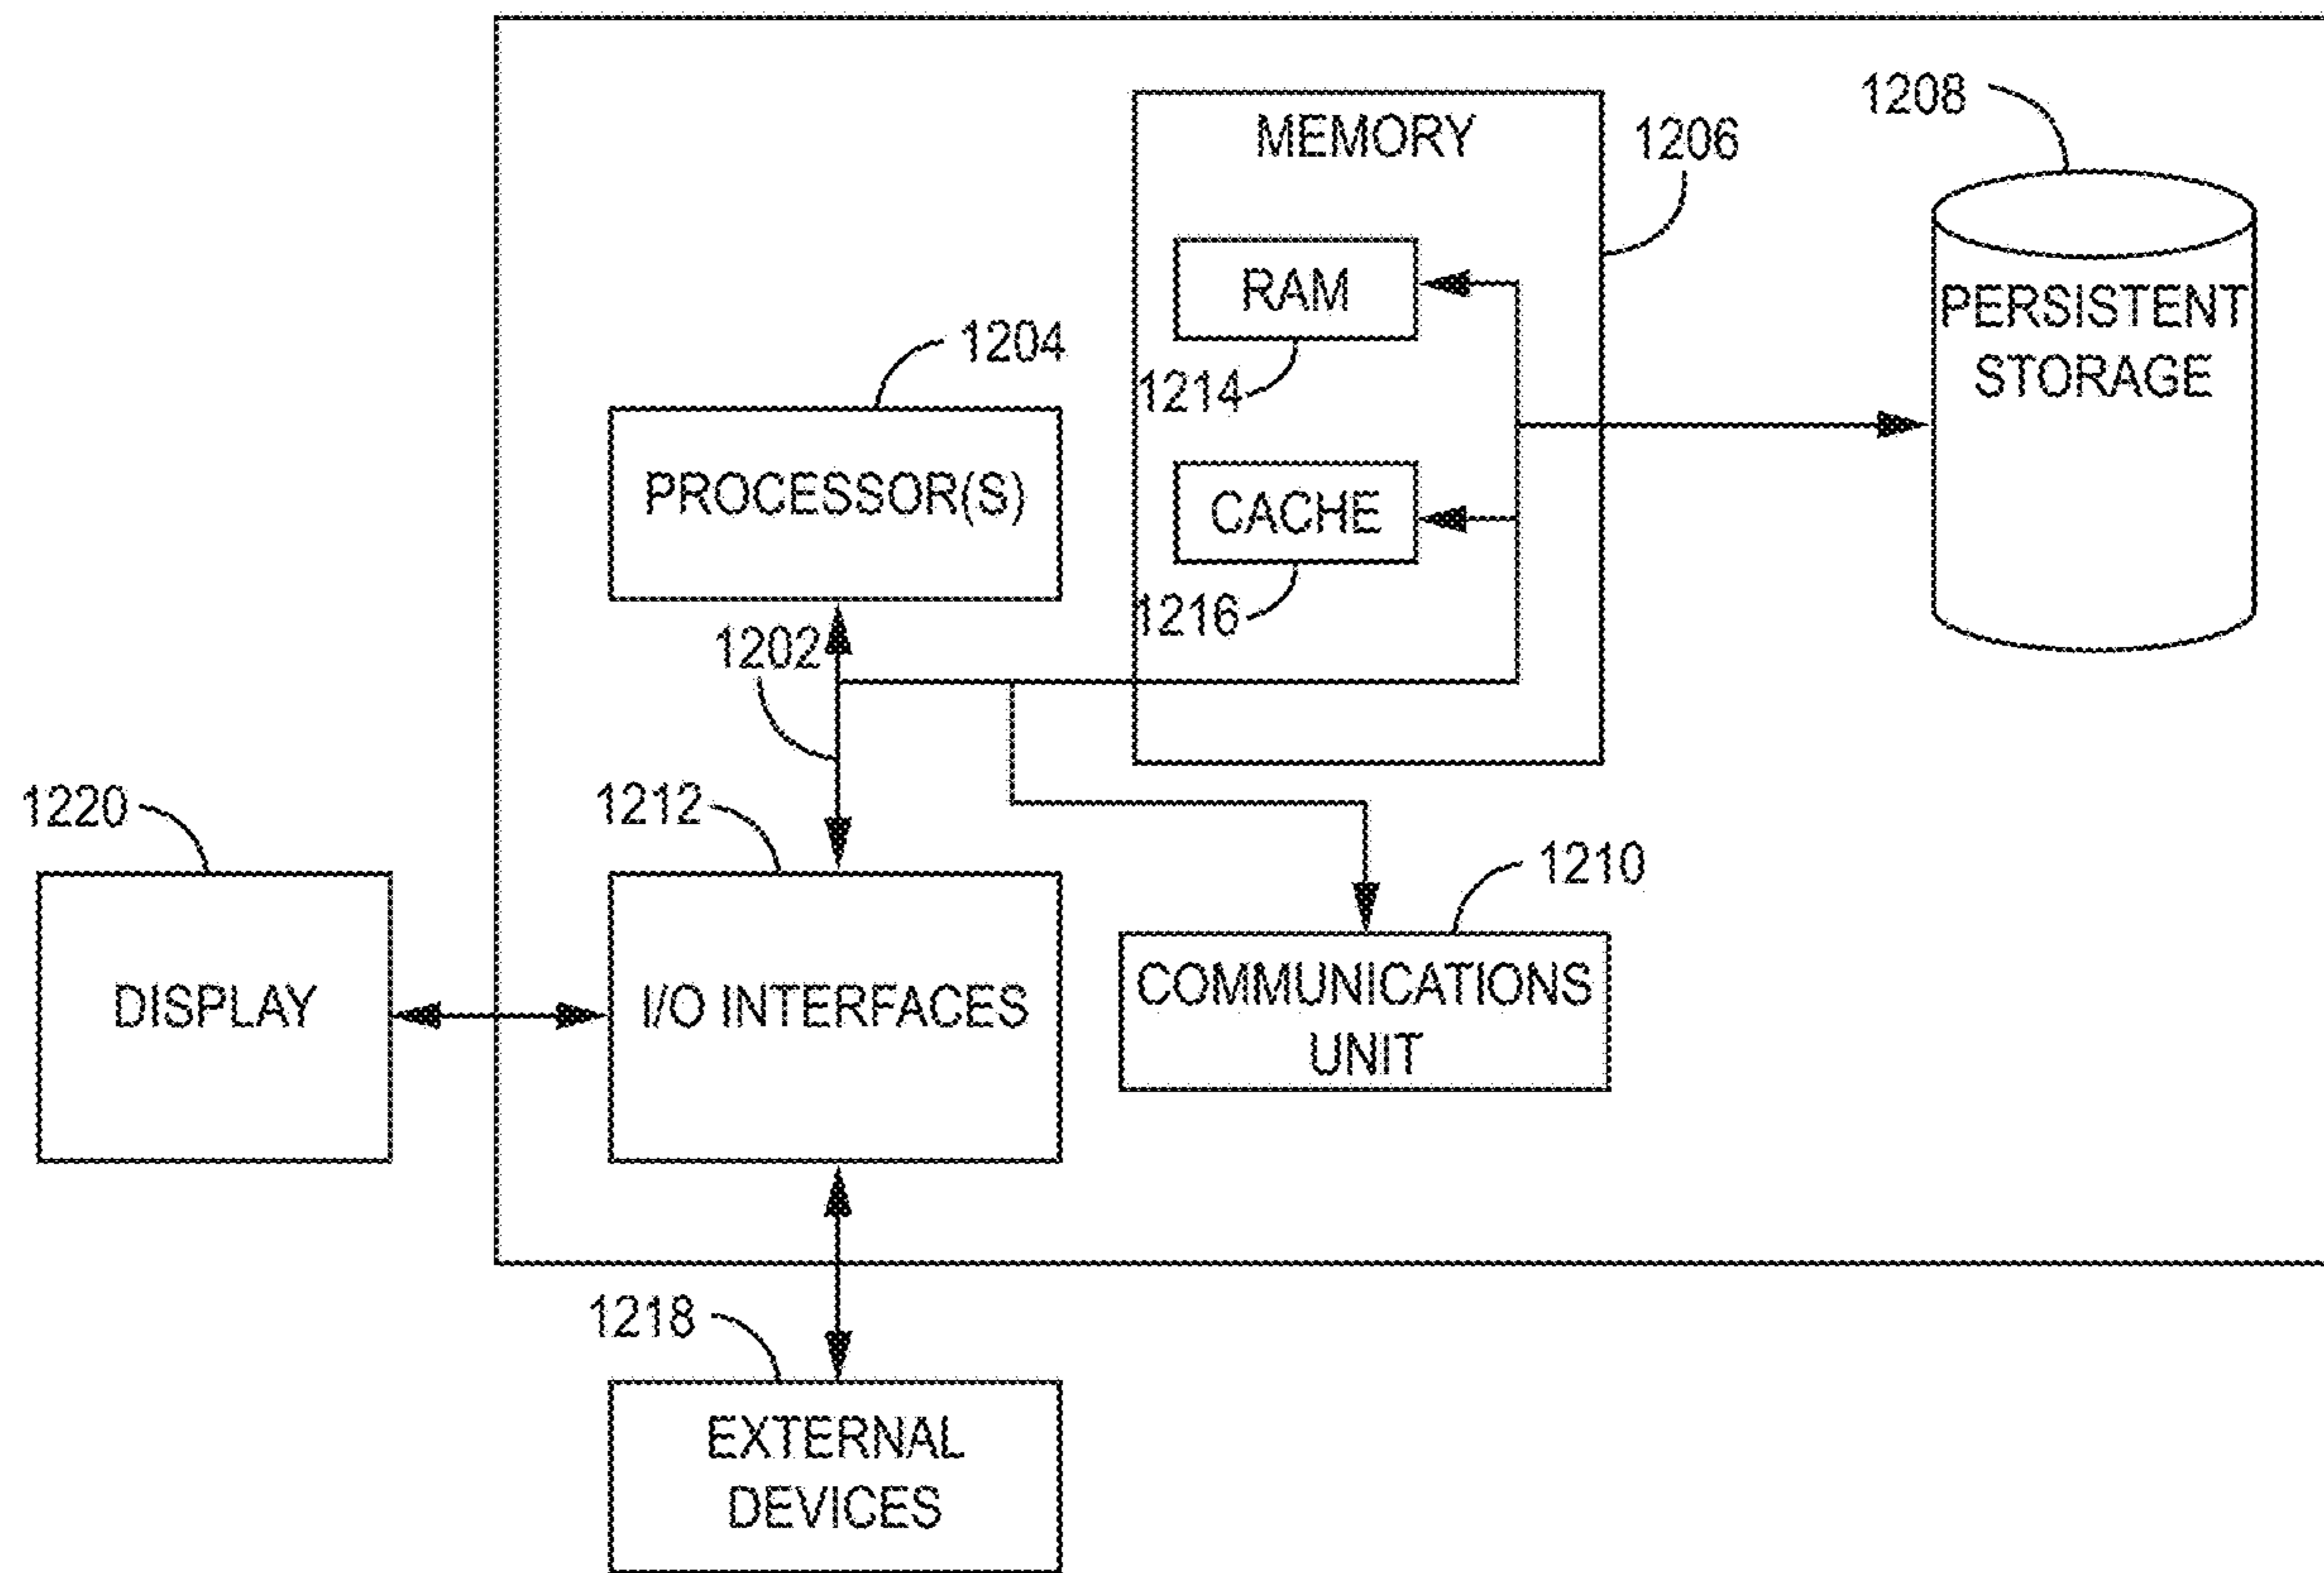 MEMORY
1208
1206
RAM
PERSISTENT
STORAGE
1204
1214
PROCESSOR(S)
CACHE
1216
1202
1220
1212
1210
DISPLAY
I/O INTERFACES
COMMUNICATIONS
UNIT
1218
EXTERNAL
DEVICES